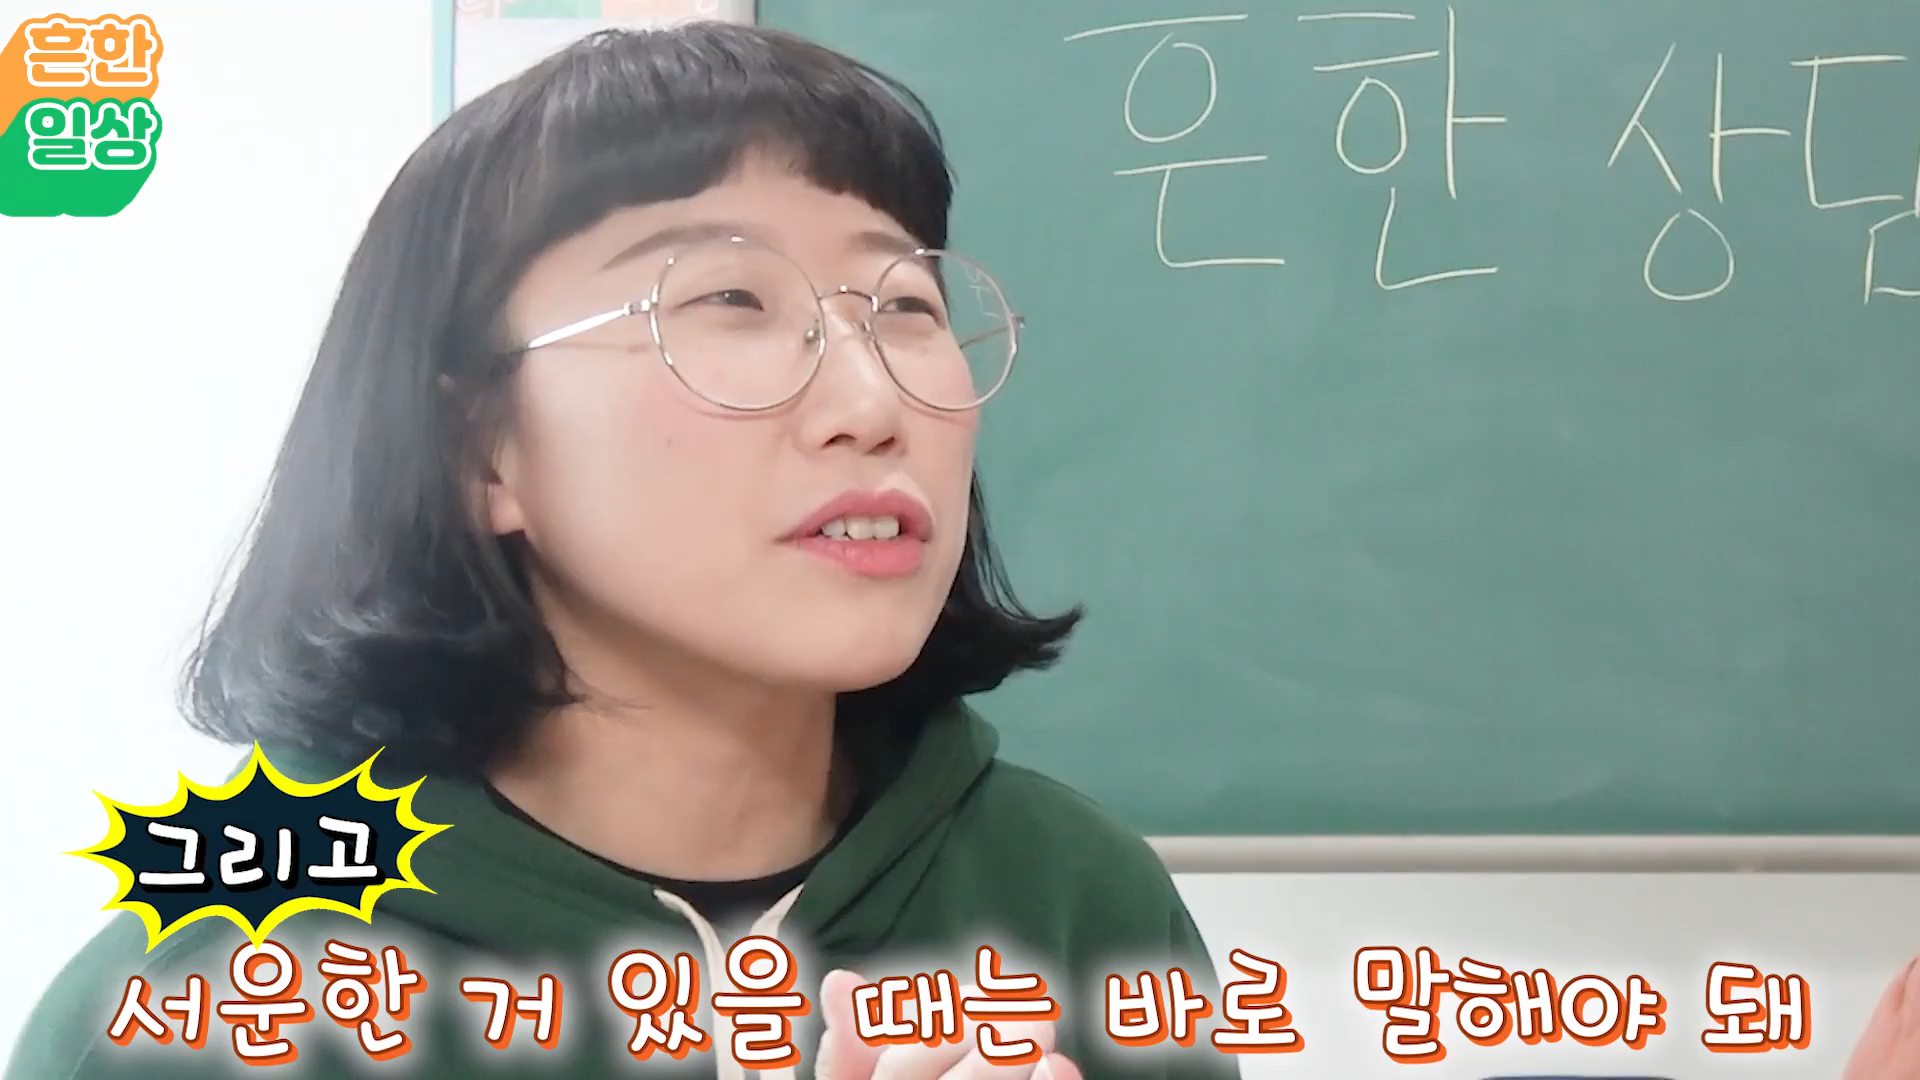 흔한
일상
흔한 상담
그리고
서운한 거 있을 때는 바로 말해야 돼